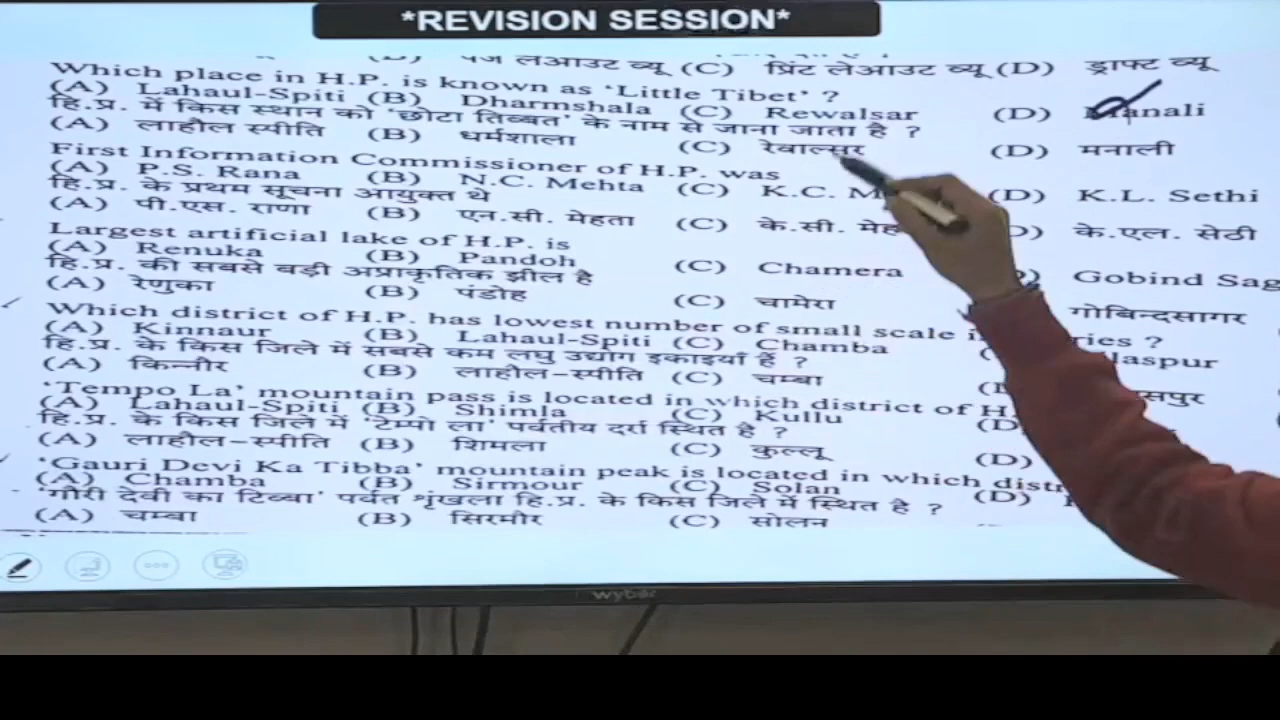 *REVISION SESSION*
पेज लेआउट व्यू (C) प्रिंट लेआउट व्यू (D) ड्राफ्ट व्यू
Which place in H.P. is known as 'Little Tibet' ?
(A) Lahaul-Spiti (B) Dharmshala (C) Rewalsar (D) Manali
हि.प्र. में किस स्थान को 'छोटा तिब्बत' के नाम से जाना जाता है ?
(A) लाहौल स्पीति (B) धर्मशाला (C) रेवाल्सर (D) मनाली
First Information Commissioner of H.P. was
(A) P.S. Rana (B) N.C. Mehta (C) K.C. (D) K.L. Sethi
हि.प्र. के प्रथम सूचना आयुक्त थे
(A) पी.एस. राणा (B) एन.सी. मेहता (C) के.सी. के.एल. सेठी
Largest artificial lake of H.P. is
(A) Renuka (B) Pandoh (C) Chamera Gobind Sag
हि.प्र. की सबसे बड़ी अप्राकृतिक झील है
(A) रेणुका (B) पंडोह (C) चामेरा गोबिन्दसागर
Which district of H.P. has lowest number of small scale ?
(A) Kinnaur (B) Lahaul-Spiti (C) Chamba laspur
हि.प्र. के किस जिले में सबसे कम लघु उद्योग इकाइयाँ हैं ?
(A) किन्नौर (B) लाहौल-स्पीति (C) चम्बा सपुर
'Tempo La' mountain pass is located in which district of H.
(A) Lahaul-Spiti (B) Shimla (C) Kullu (D)
हि.प्र. के किस जिले में 'टेम्पो ला' पर्वतीय दर्रा स्थित है ?
(A) लाहौल-स्पीति (B) शिमला (C) कुल्लू (D)
'Gauri Devi Ka Tibba' mountain peak is located in which
(A) Chamba (B) Sirmour (C) Solan (D)
'गौरी देवी का टिब्बा' पर्वत शृंखला हि.प्र. के किस जिले में स्थित है ?
(A) चम्बा (B) सिरमौर (C) सोलन